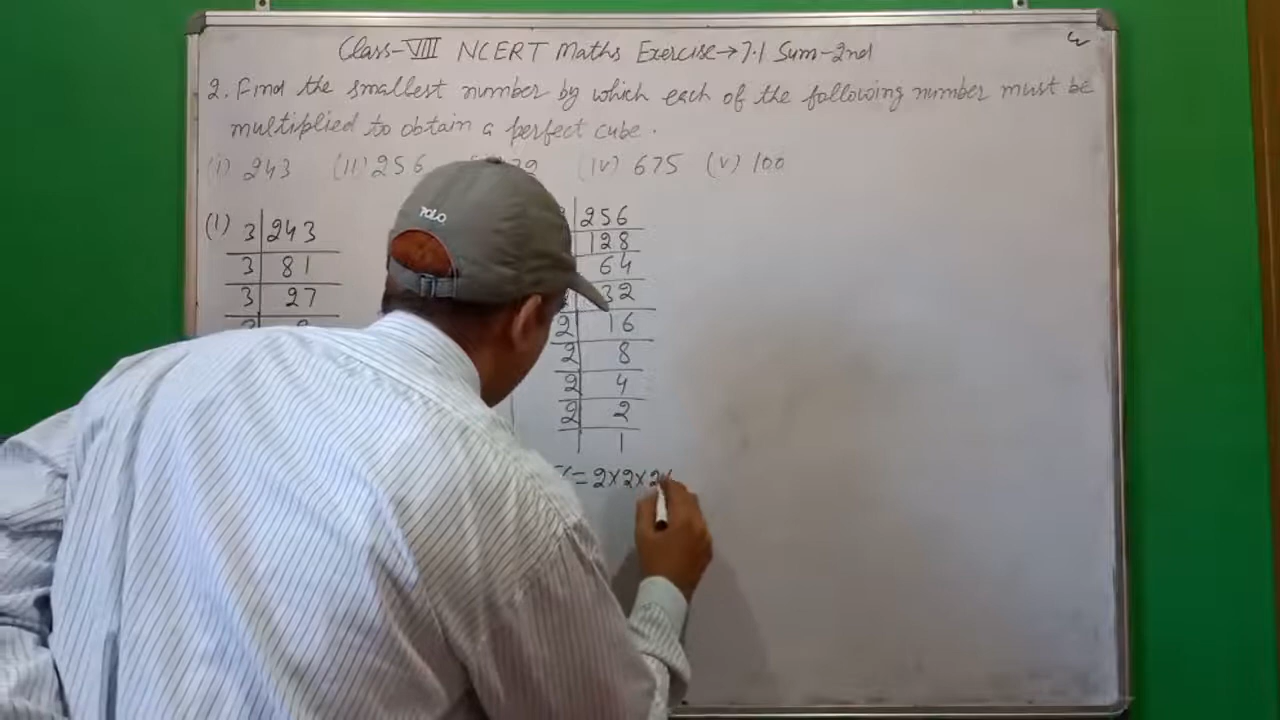 Class-VIII NCERT Maths Exercise→7.1 Sum-2nd
2. Find the smallest number by which each of the following number must be
multiplied to obtain a perfect cube.
(i) 243 (ii) 256 (iv) 675 (v) 100
(i) 3 243
3 81
3 27
256
128
64
32
2 16
2 8
2 4
2 2
1
= 2×2×2×
POLO